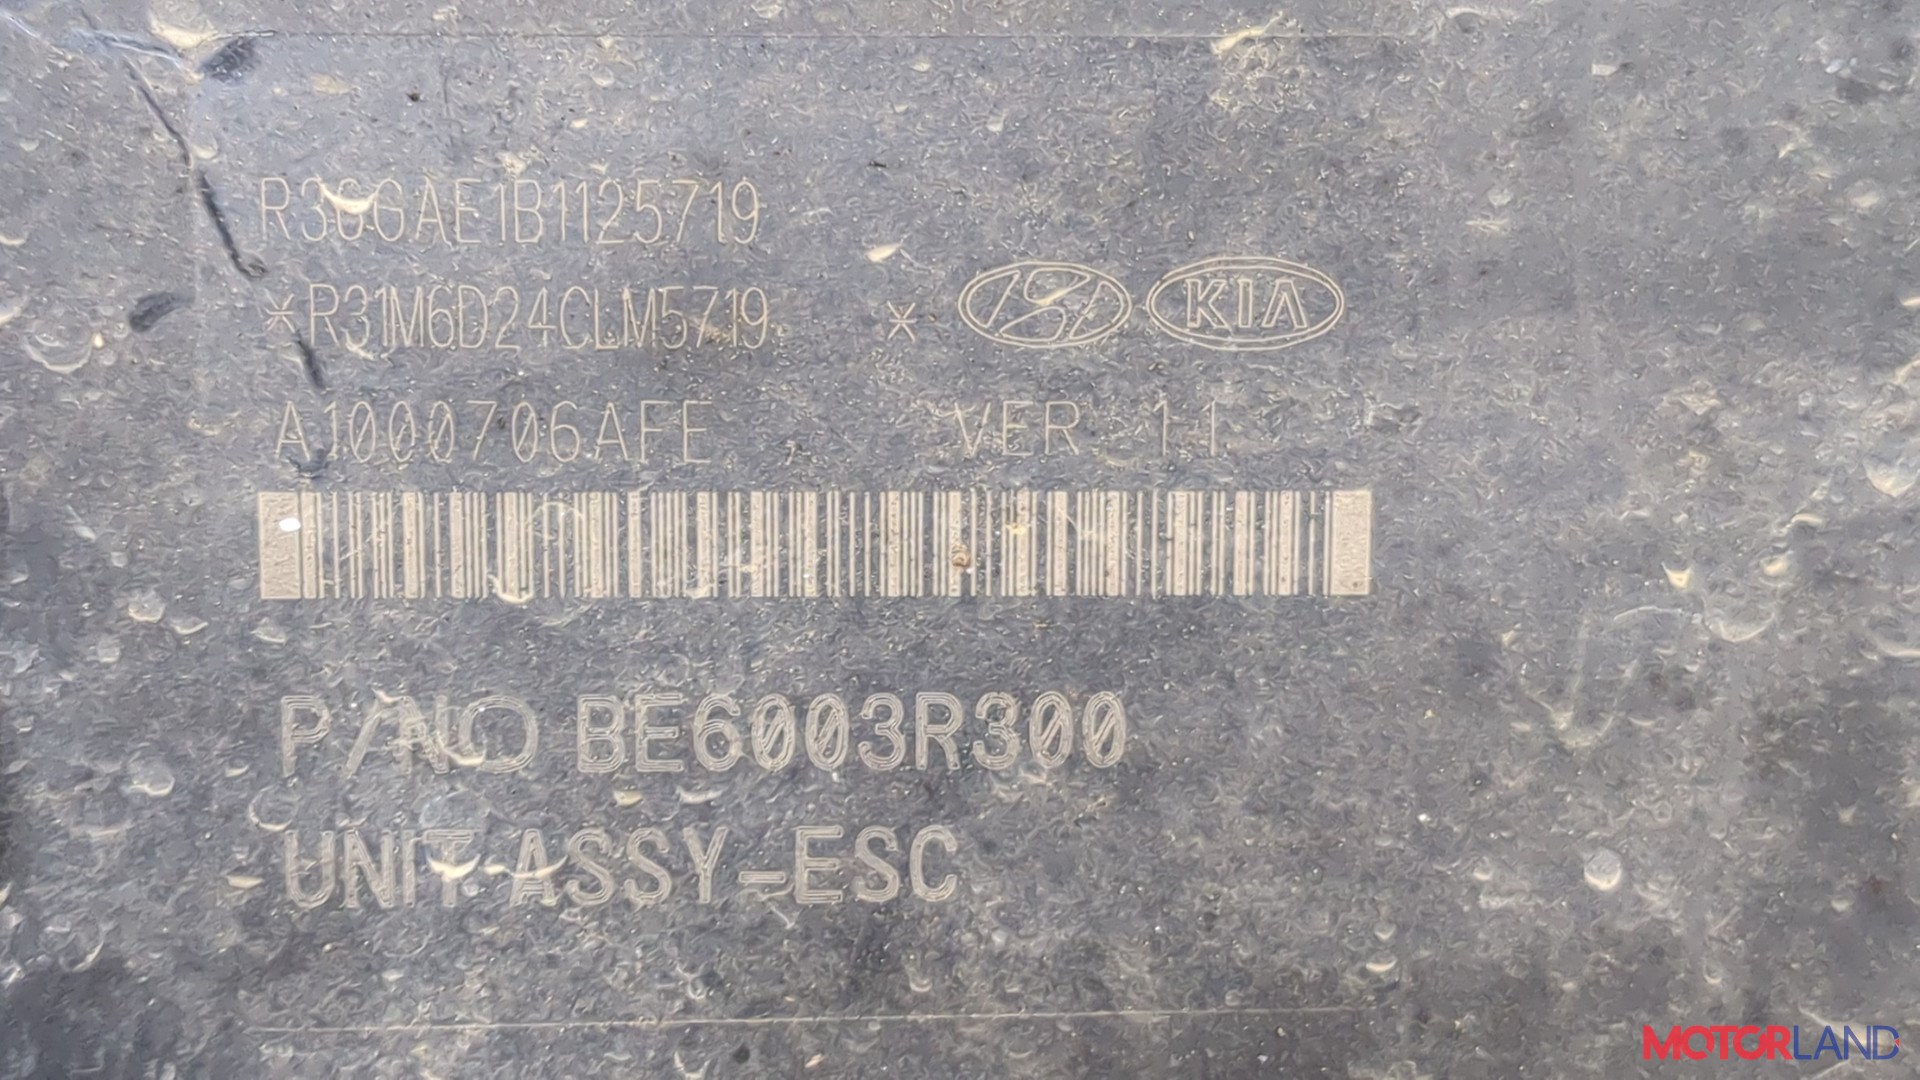 R3GGAE1B1125719
*R31M6D24CLM5719 * KIA
A1000706AFE , VER 1.1
P/NO BE6003R300
UNIT ASSY-ESC
MOTORLAND